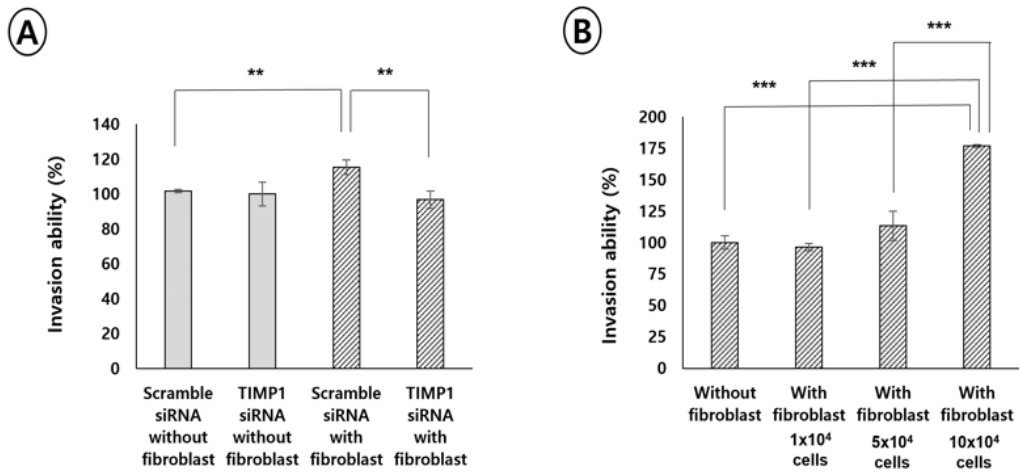 A
** **
Invasion ability (%)
140
120
100
80
60
40
20
0
Scramble siRNA without fibroblast
TIMP1 siRNA without fibroblast
Scramble siRNA with fibroblast
TIMP1 siRNA with fibroblast
B
***
***
***
Invasion ability (%)
200
175
150
125
100
75
50
25
0
Without fibroblast
With fibroblast 1x10⁴ cells
With fibroblast 5x10⁴ cells
With fibroblast 10x10⁴ cells